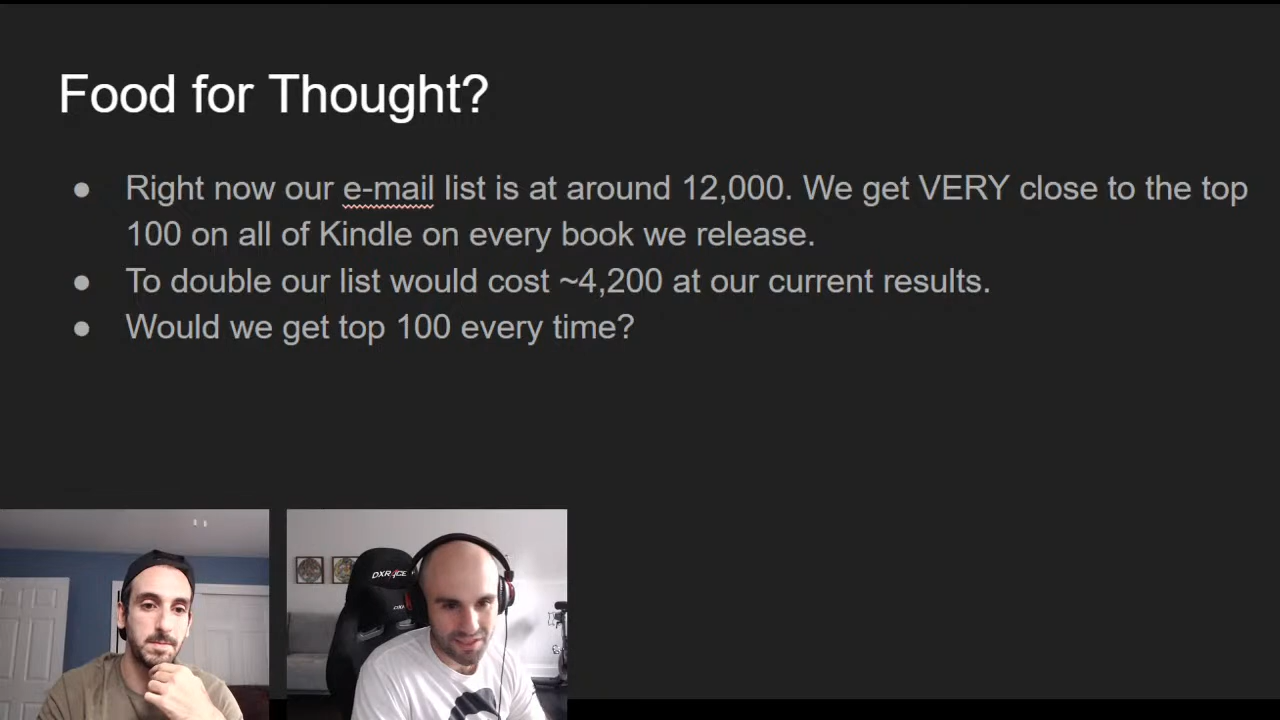 Food for Thought?
● Right now our e-mail list is at around 12,000. We get VERY close to the top
100 on all of Kindle on every book we release.
● To double our list would cost ~4,200 at our current results.
● Would we get top 100 every time?
DXRACE